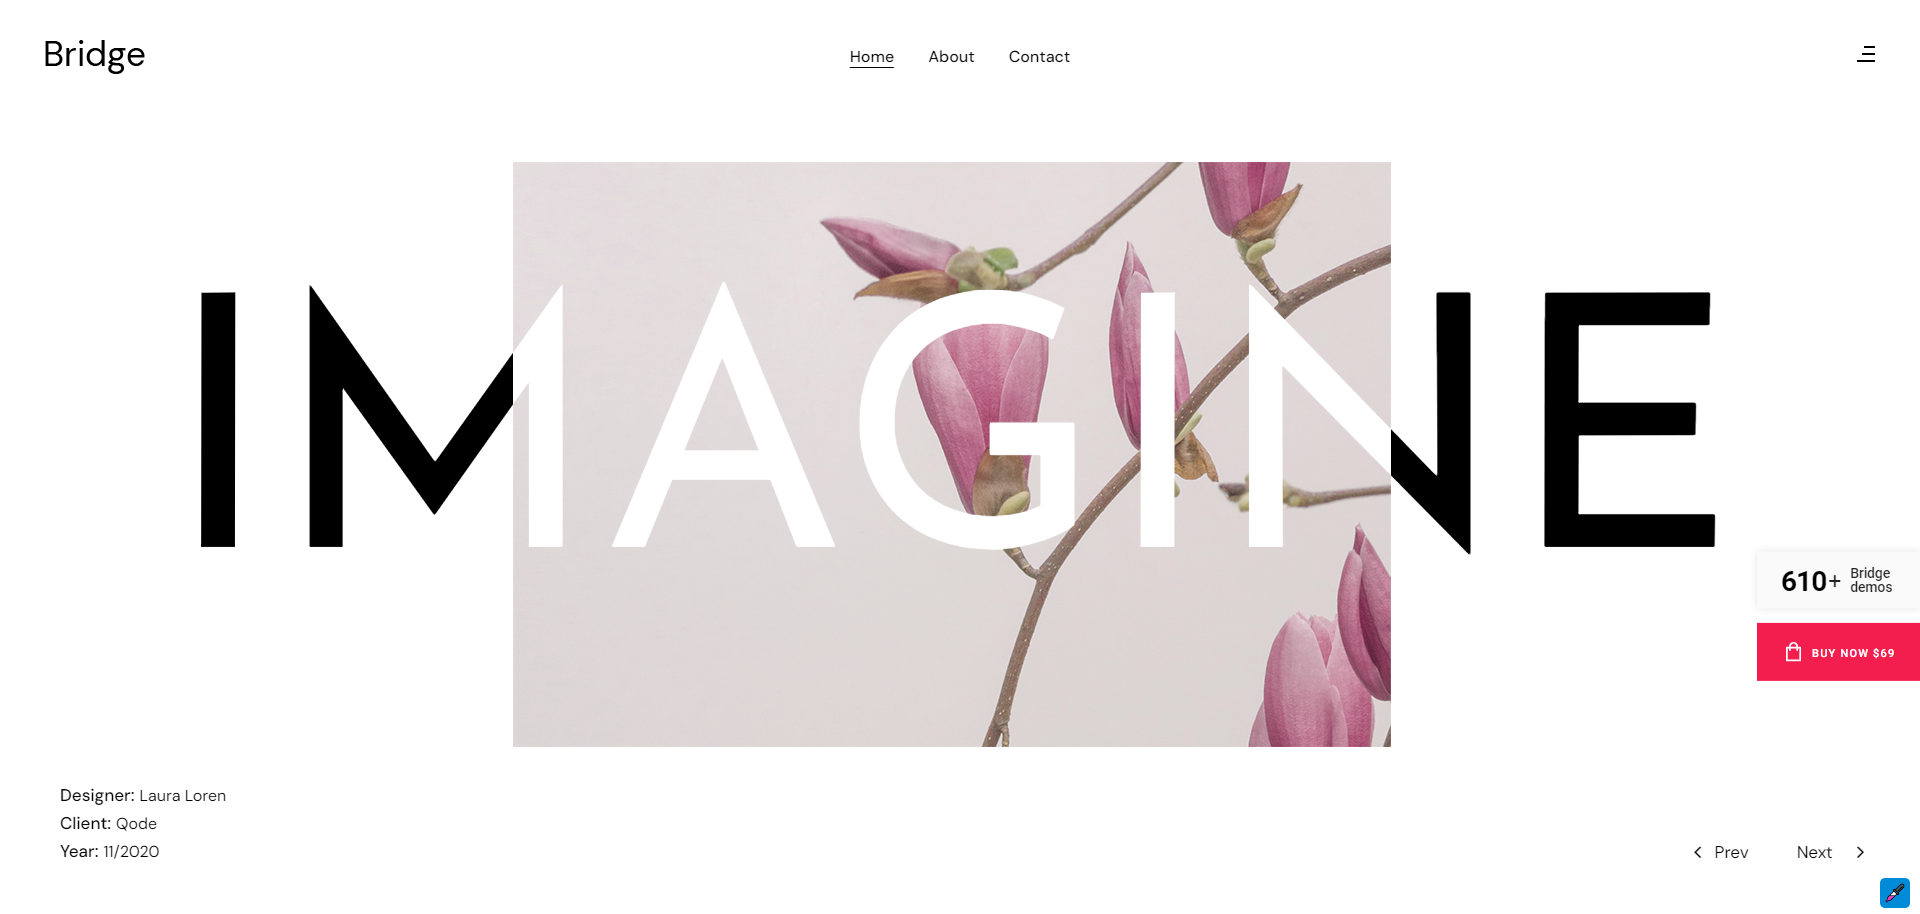 Bridge
Home
About
Contact
IMAGINE
610+ Bridge
demos
BUY NOW $69
Designer: Laura Loren
Client: Qode
Year: 11/2020
Prev
Next